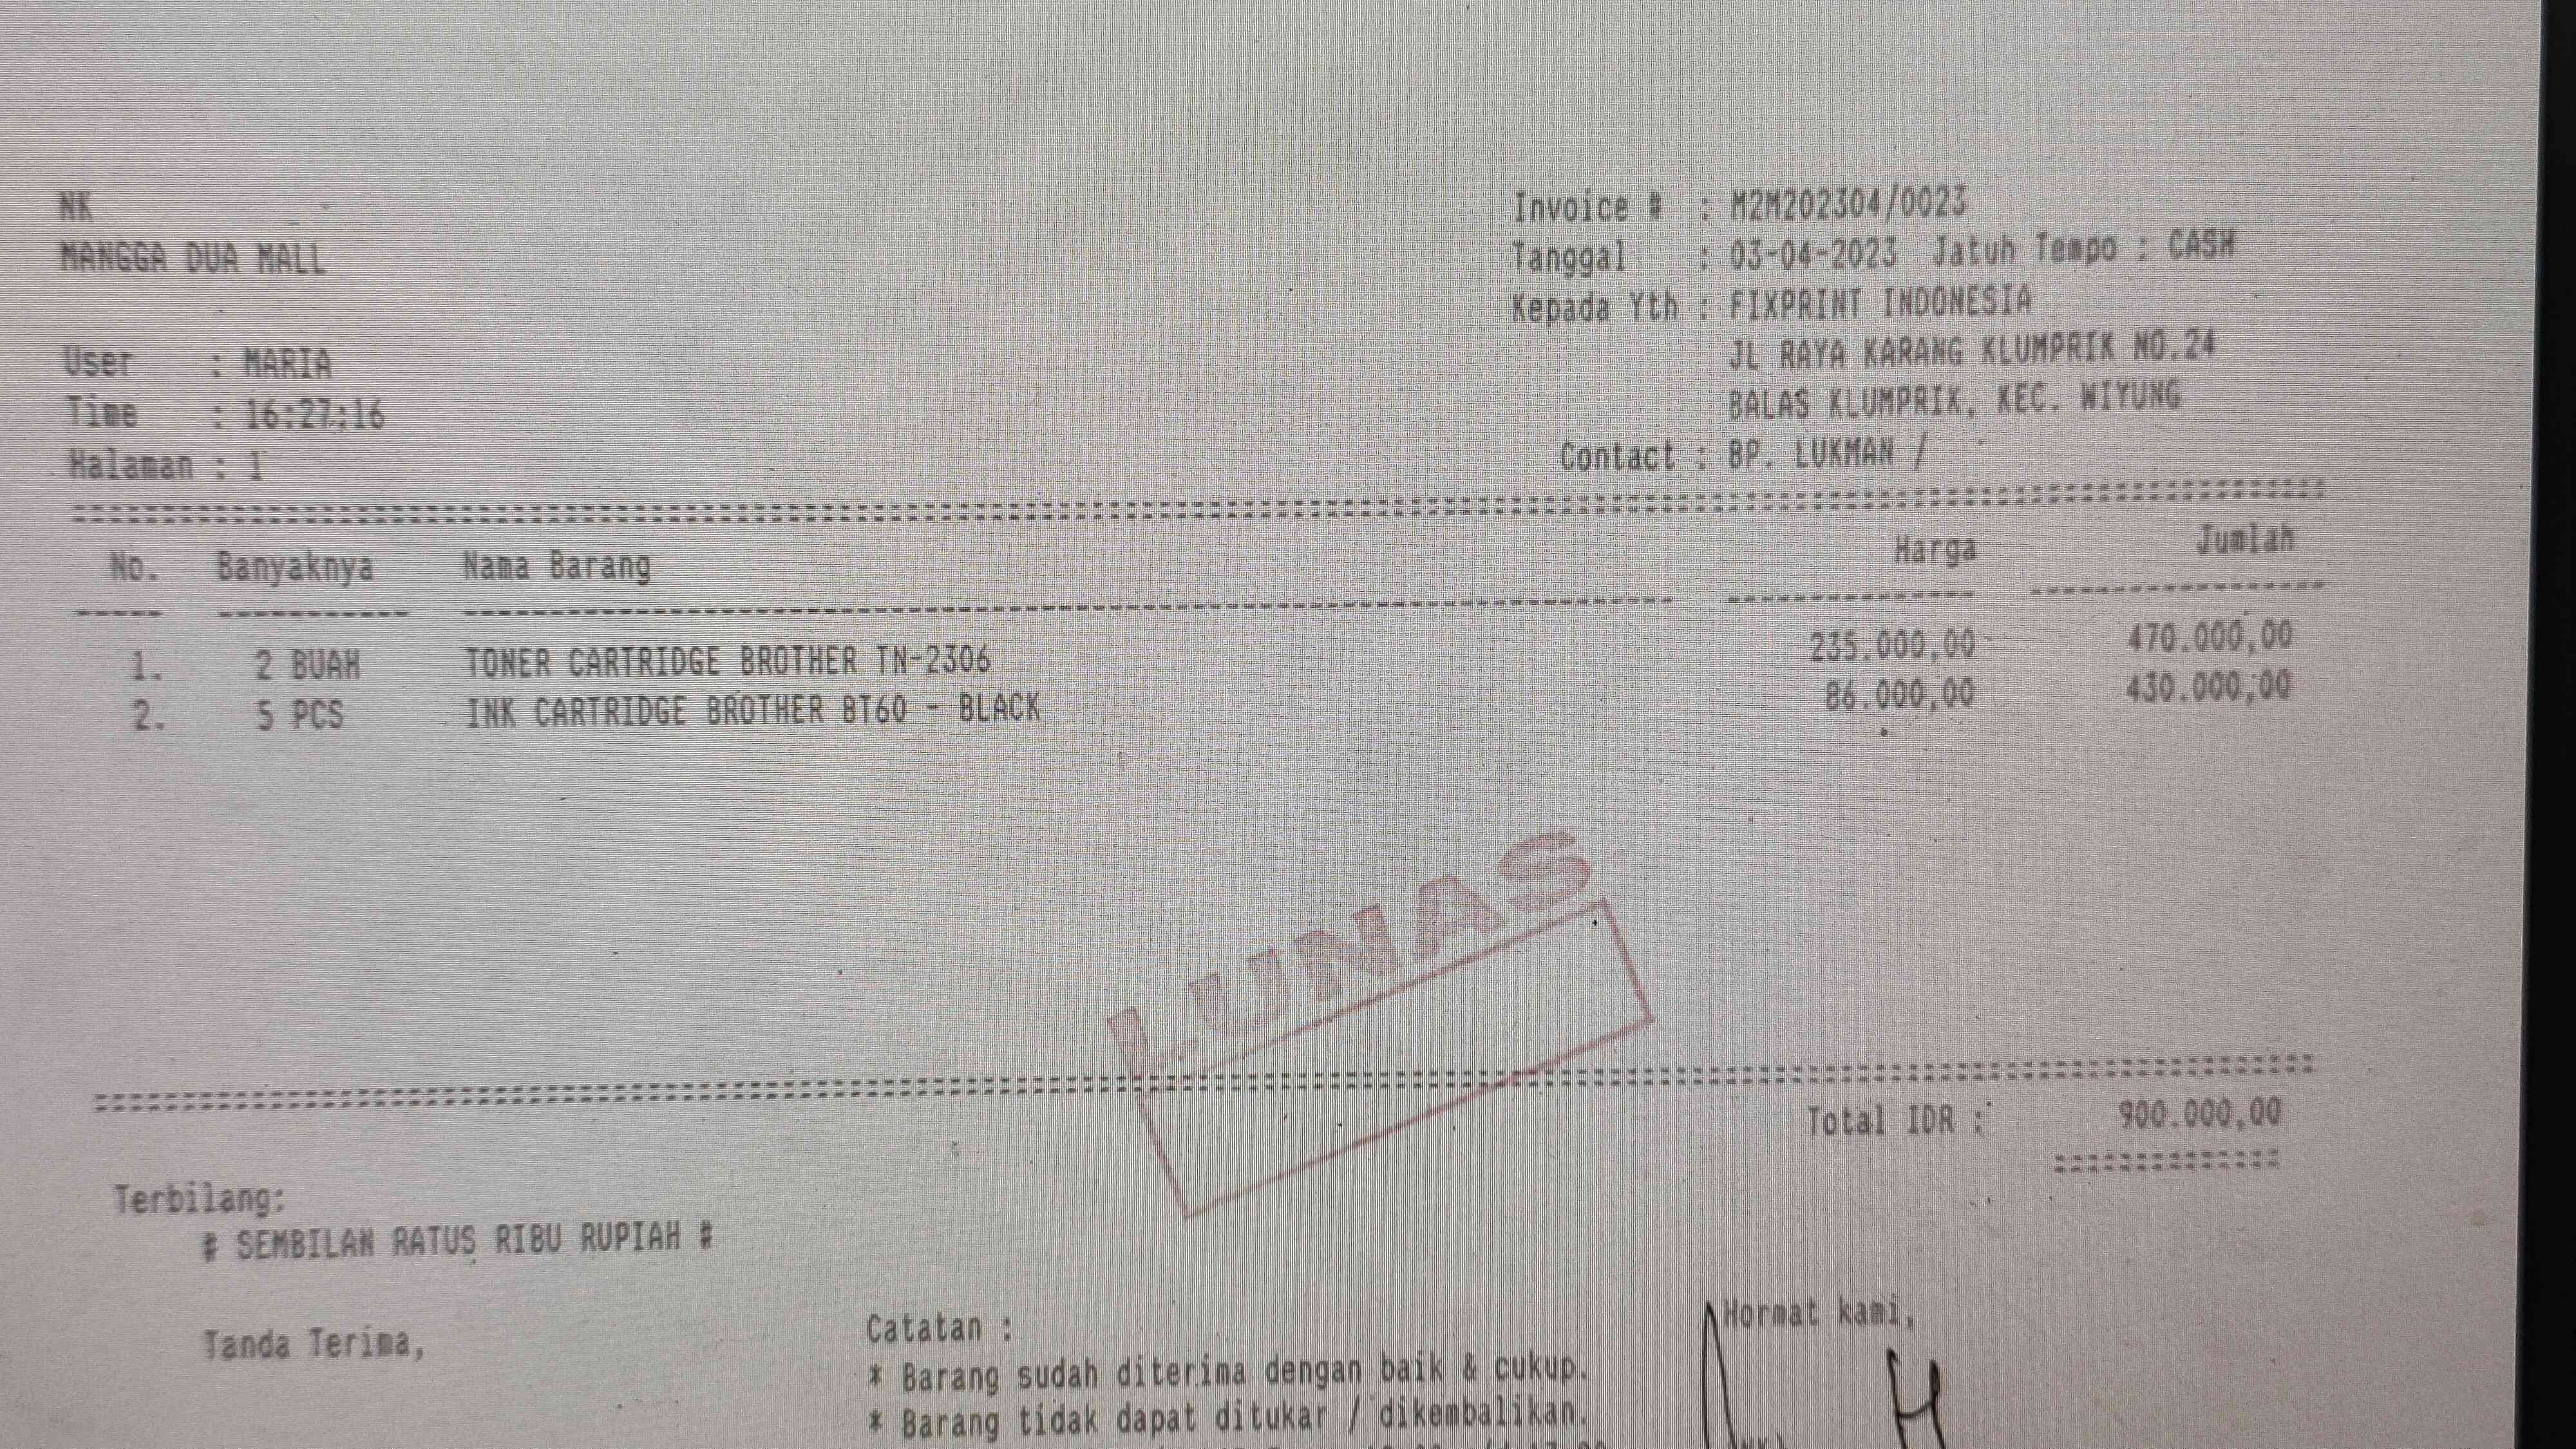 NK
MANGGA DUA MALL
User : MARIA
Time : 16:27:16
Halaman : 1
Invoice # : M2M202304/0023
Tanggal : 03-04-2023 Jatuh Tempo : CASH
Kepada Yth : FIXPRINT INDONESIA
JL RAYA KARANG KLUMPRIK NO.24
BALAS KLUMPRIK, KEC. WIYUNG
Contact : BP. LUKMAN /
No. Banyaknya Nama Barang Harga Jumlah
1. 2 BUAH TONER CARTRIDGE BROTHER TN-2306 235.000,00 470.000,00
2. 5 PCS INK CARTRIDGE BROTHER BT60 - BLACK 86.000,00 430.000,00
LUNAS
Total IDR : 900.000,00
Terbilang:
# SEMBILAN RATUS RIBU RUPIAH #
Tanda Terima,
Catatan :
* Barang sudah diterima dengan baik & cukup.
* Barang tidak dapat ditukar / dikembalikan.
Hormat kami,